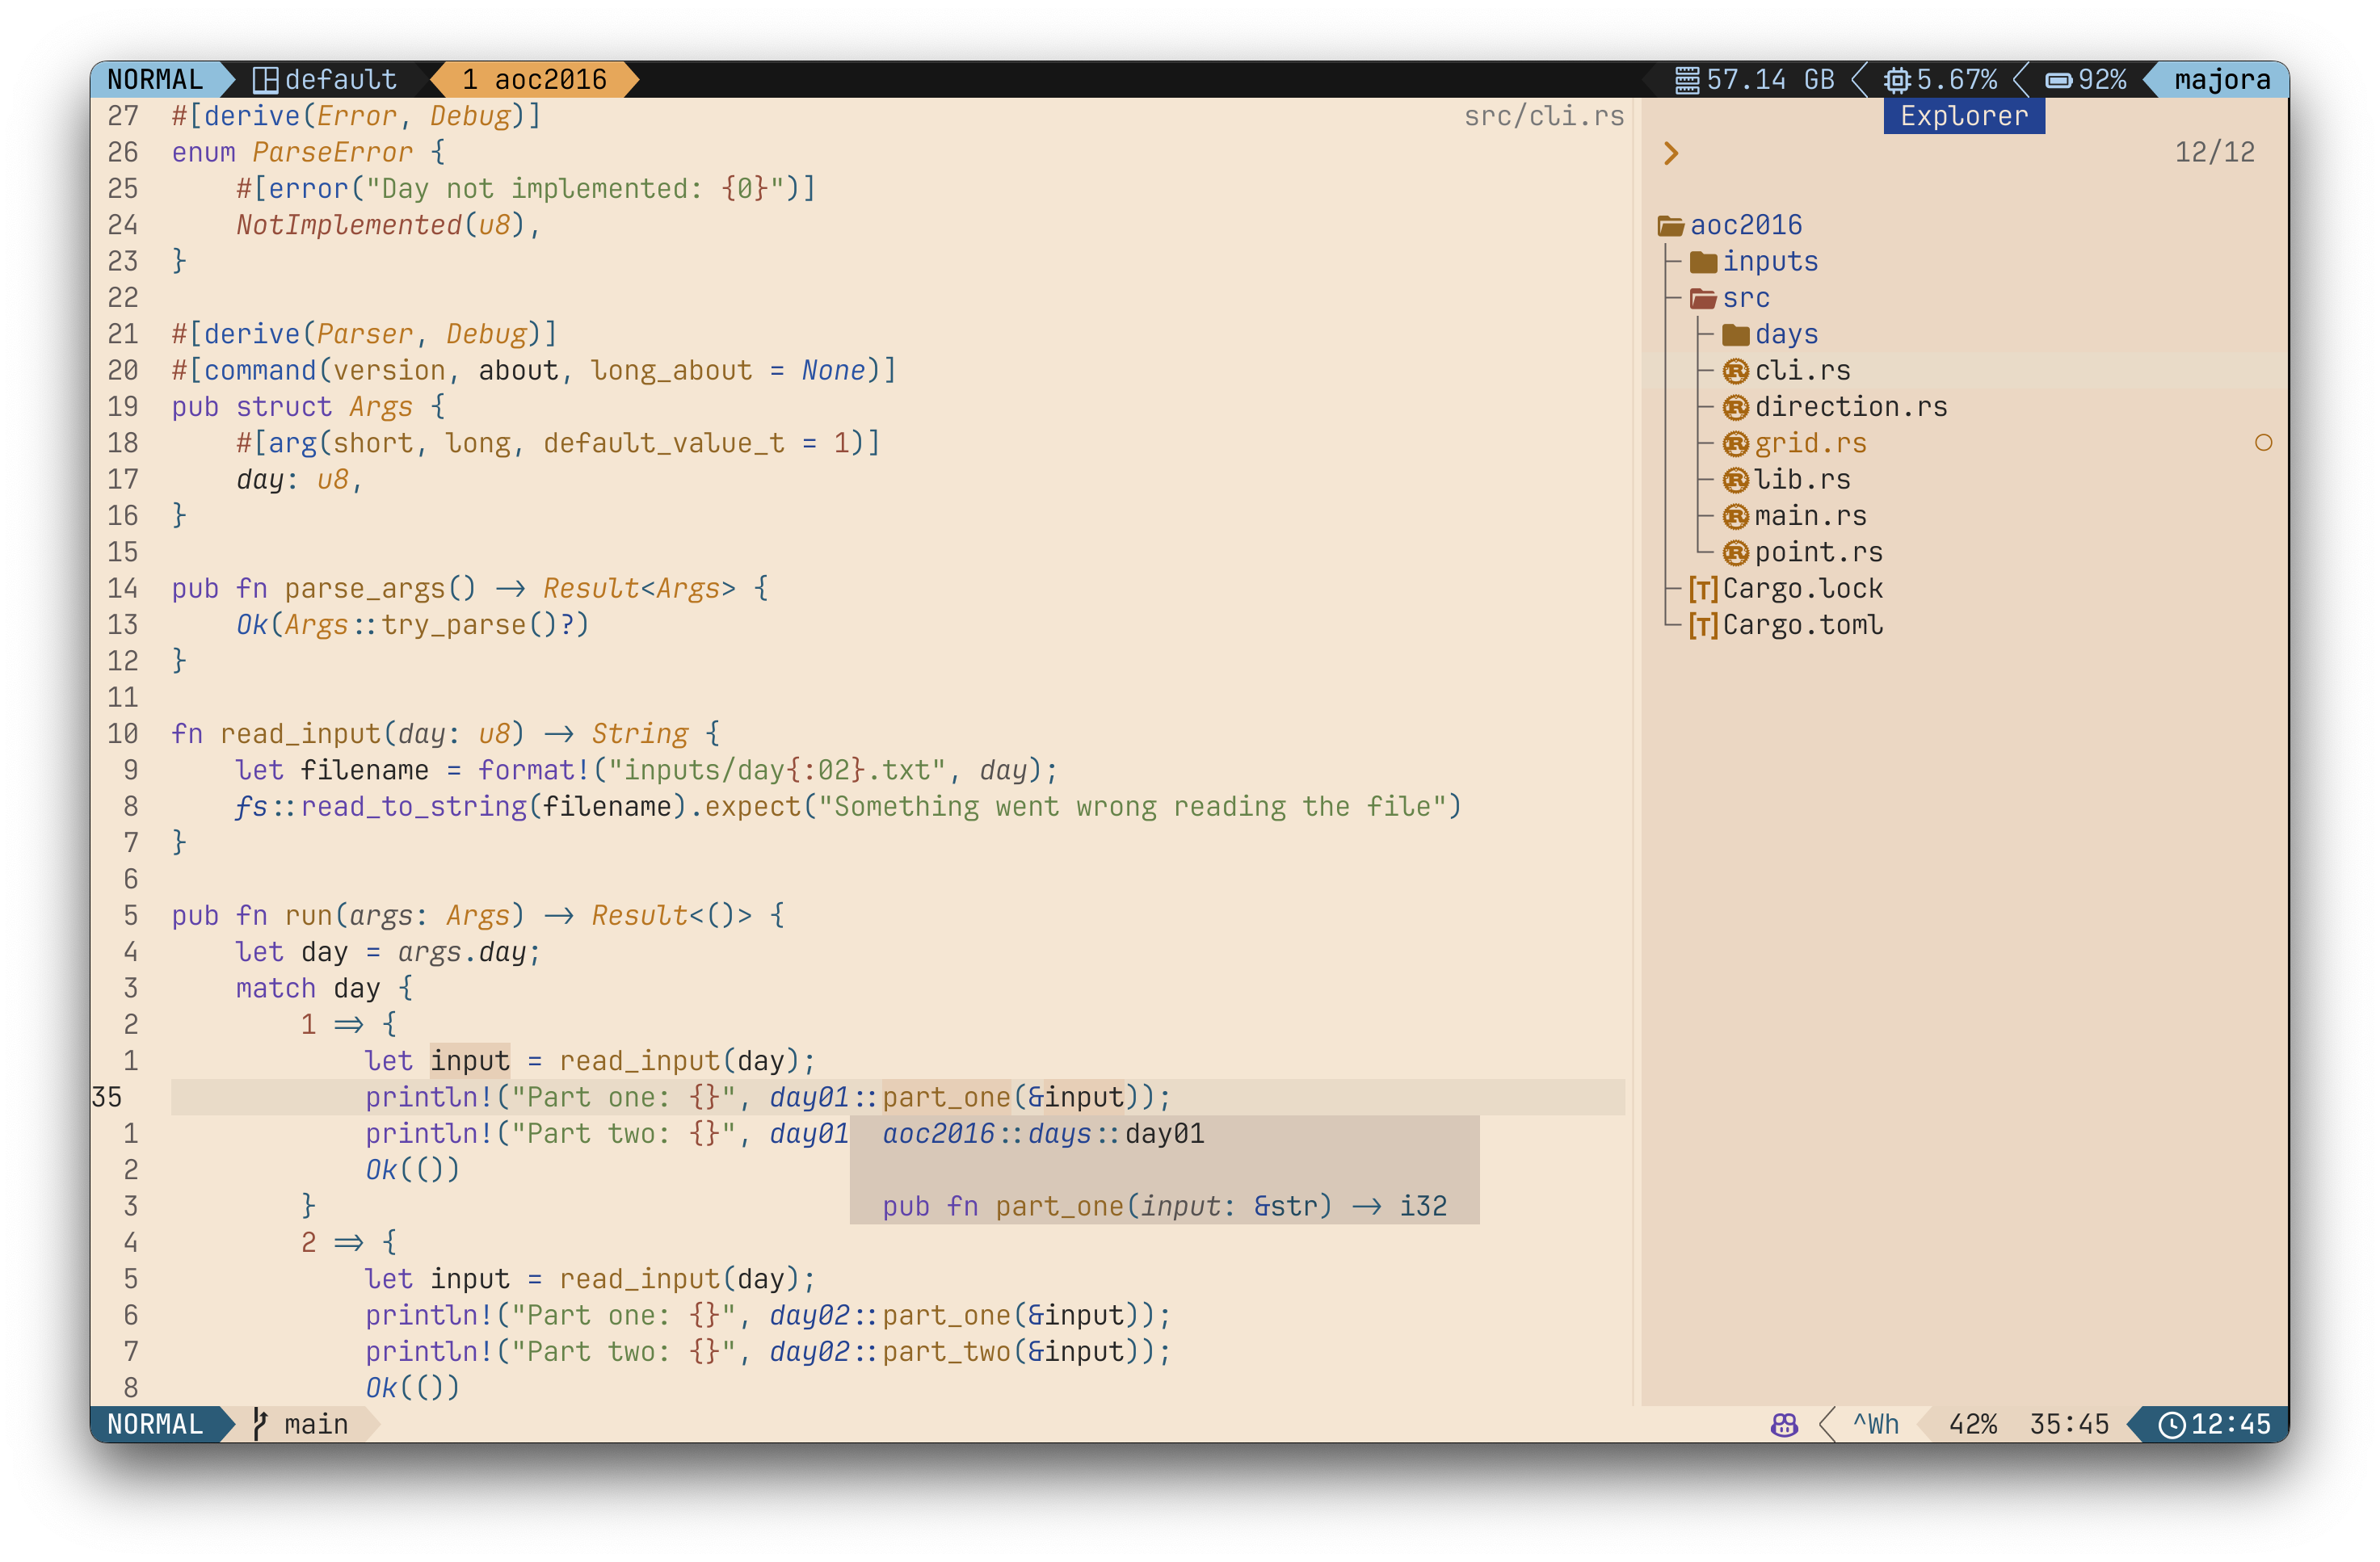 NORMAL default 1 aoc2016 57.14 GB 5.67% 92% majora
27 #[derive(Error, Debug)] src/cli.rs
26 enum ParseError {
25     #[error("Day not implemented: {0}")]
24     NotImplemented(u8),
23 }
22
21 #[derive(Parser, Debug)]
20 #[command(version, about, long_about = None)]
19 pub struct Args {
18     #[arg(short, long, default_value_t = 1)]
17     day: u8,
16 }
15
14 pub fn parse_args() -> Result<Args> {
13     Ok(Args::try_parse()?)
12 }
11
10 fn read_input(day: u8) -> String {
9     let filename = format!("inputs/day{:02}.txt", day);
8     fs::read_to_string(filename).expect("Something went wrong reading the file")
7 }
6
5 pub fn run(args: Args) -> Result<()> {
4     let day = args.day;
3     match day {
2         1 => {
1             let input = read_input(day);
35             println!("Part one: {}", day01::part_one(&input));
1             println!("Part two: {}", day01
2             Ok(())
3         }
4         2 => {
5             let input = read_input(day);
6             println!("Part one: {}", day02::part_one(&input));
7             println!("Part two: {}", day02::part_two(&input));
8             Ok(())
aoc2016::days::day01
pub fn part_one(input: &str) -> i32
Explorer
> 12/12
aoc2016
inputs
src
days
cli.rs
direction.rs
grid.rs
lib.rs
main.rs
point.rs
[T] Cargo.lock
[T] Cargo.toml
NORMAL main ^Wh 42% 35:45 12:45